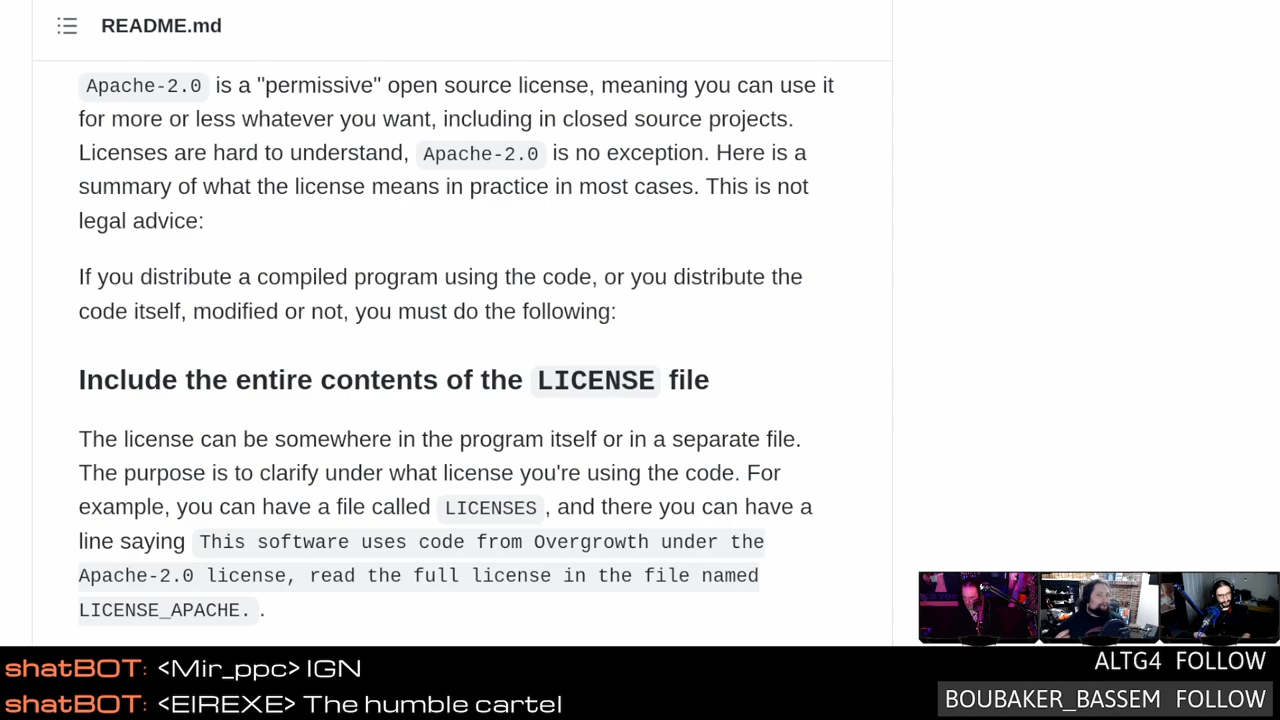 README.md
Apache-2.0 is a "permissive" open source license, meaning you can use it
for more or less whatever you want, including in closed source projects.
Licenses are hard to understand, Apache-2.0 is no exception. Here is a
summary of what the license means in practice in most cases. This is not
legal advice:
If you distribute a compiled program using the code, or you distribute the
code itself, modified or not, you must do the following:
Include the entire contents of the LICENSE file
The license can be somewhere in the program itself or in a separate file.
The purpose is to clarify under what license you're using the code. For
example, you can have a file called LICENSES, and there you can have a
line saying This software uses code from Overgrowth under the
Apache-2.0 license, read the full license in the file named
LICENSE_APACHE. .
shatBOT: <Mir_ppc> IGN
shatBOT: <EIREXE> The humble cartel
ALTG4 FOLLOW
BOUBAKER_BASSEM FOLLOW